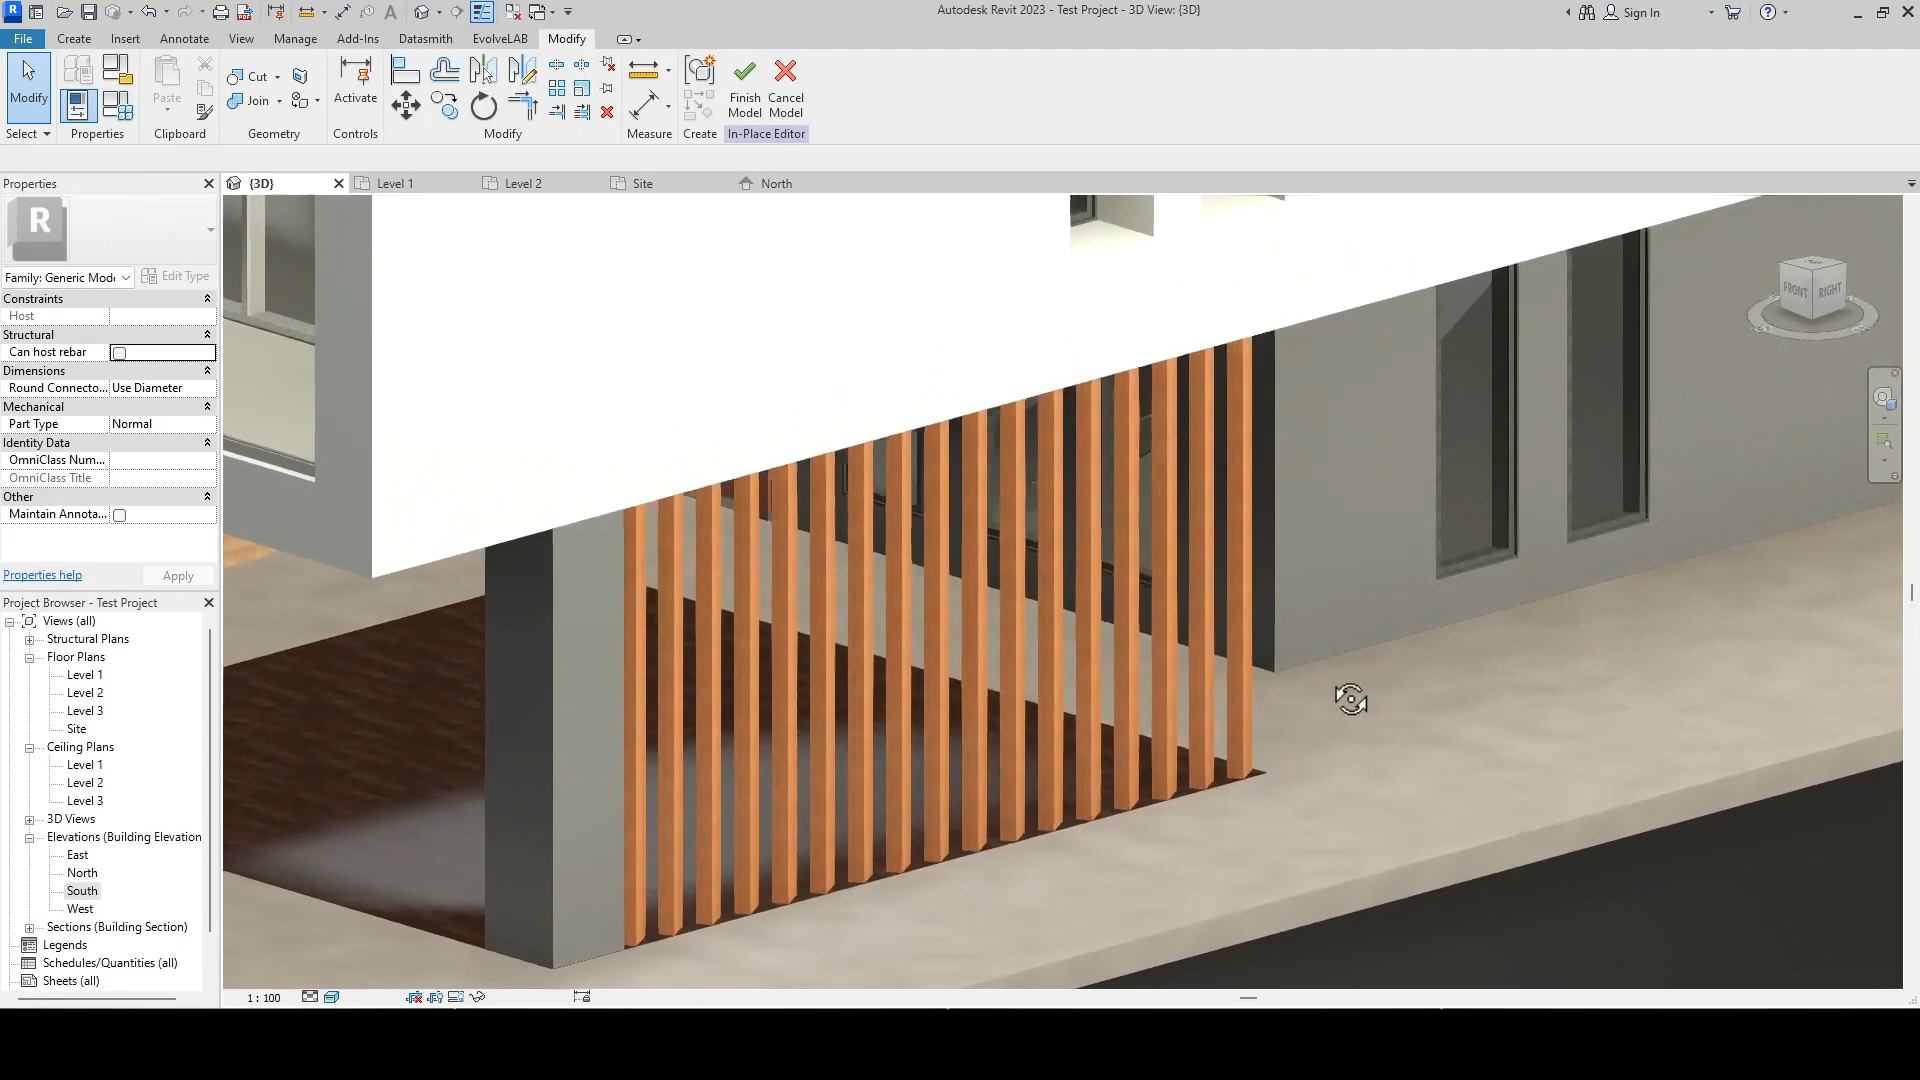 Autodesk Revit 2023 - Test Project - 3D View: {3D}
Sign In
File Create Insert Annotate View Manage Add-Ins Datasmith EvolveLAB Modify
Modify
Paste
Cut
Join
Activate
Finish Model
Cancel Model
Select Properties Clipboard Geometry Controls Modify Measure Create In-Place Editor
Properties
{3D} Level 1 Level 2 Site North
R
Family: Generic Mod
Edit Type
Constraints
Host
Structural
Can host rebar
Dimensions
Round Connecto... Use Diameter
Mechanical
Part Type Normal
Identity Data
OmniClass Num...
OmniClass Title
Other
Maintain Annota...
Properties help
Apply
FRONT RIGHT
Project Browser - Test Project
Views (all)
Structural Plans
Floor Plans
Level 1
Level 2
Level 3
Site
Ceiling Plans
Level 1
Level 2
Level 3
3D Views
Elevations (Building Elevation
East
North
South
West
Sections (Building Section)
Legends
Schedules/Quantities (all)
Sheets (all)
1 : 100